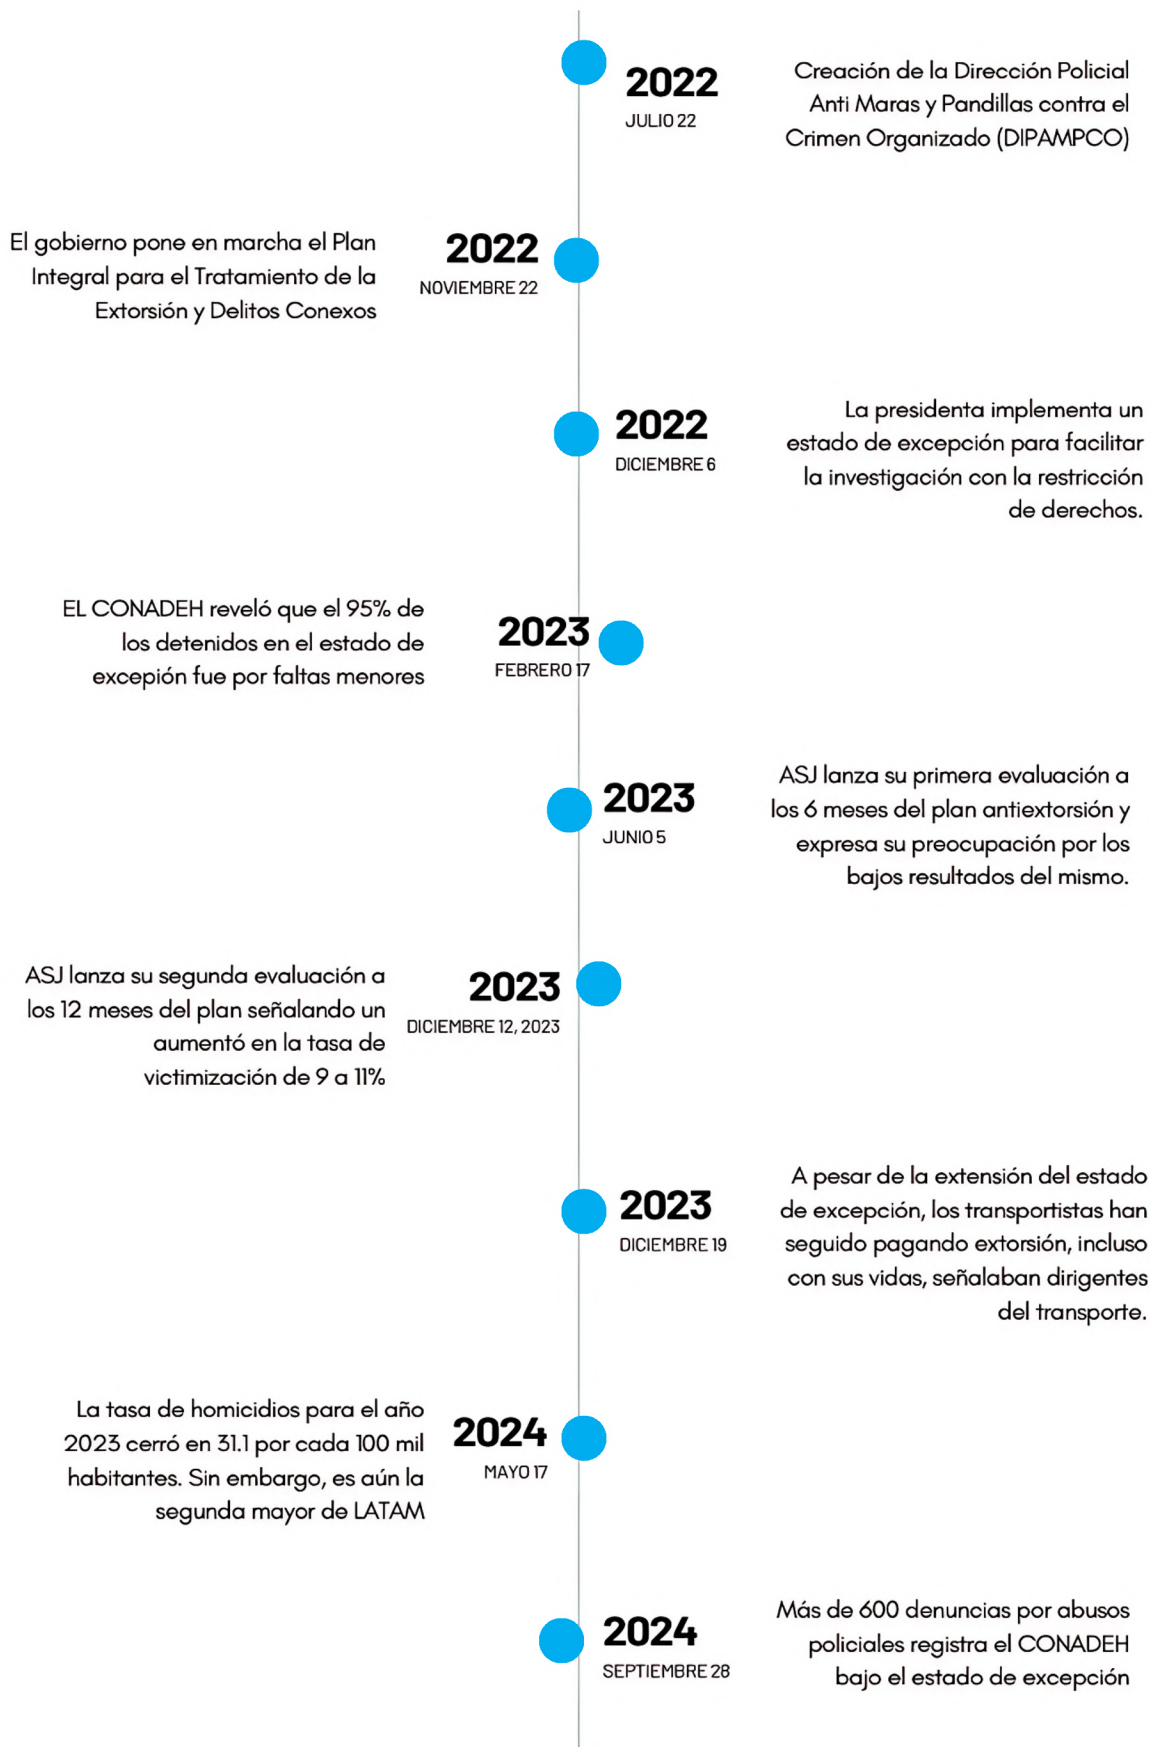 2022
JULIO 22
Creación de la Dirección Policial
Anti Maras y Pandillas contra el
Crimen Organizado (DIPAMPCO)
El gobierno pone en marcha el Plan
Integral para el Tratamiento de la
Extorsión y Delitos Conexos
2022
NOVIEMBRE 22
2022
DICIEMBRE 6
La presidenta implementa un
estado de excepción para facilitar
la investigación con la restricción
de derechos.
EL CONADEH reveló que el 95% de
los detenidos en el estado de
excepión fue por faltas menores
2023
FEBRERO 17
2023
JUNIO 5
ASJ lanza su primera evaluación a
los 6 meses del plan antiextorsión y
expresa su preocupación por los
bajos resultados del mismo.
ASJ lanza su segunda evaluación a
los 12 meses del plan señalando un
aumentó en la tasa de
victimización de 9 a 11%
2023
DICIEMBRE 12, 2023
2023
DICIEMBRE 19
A pesar de la extensión del estado
de excepción, los transportistas han
seguido pagando extorsión, incluso
con sus vidas, señalaban dirigentes
del transporte.
La tasa de homicidios para el año
2023 cerró en 31.1 por cada 100 mil
habitantes. Sin embargo, es aún la
segunda mayor de LATAM
2024
MAYO 17
2024
SEPTIEMBRE 28
Más de 600 denuncias por abusos
policiales registra el CONADEH
bajo el estado de excepción